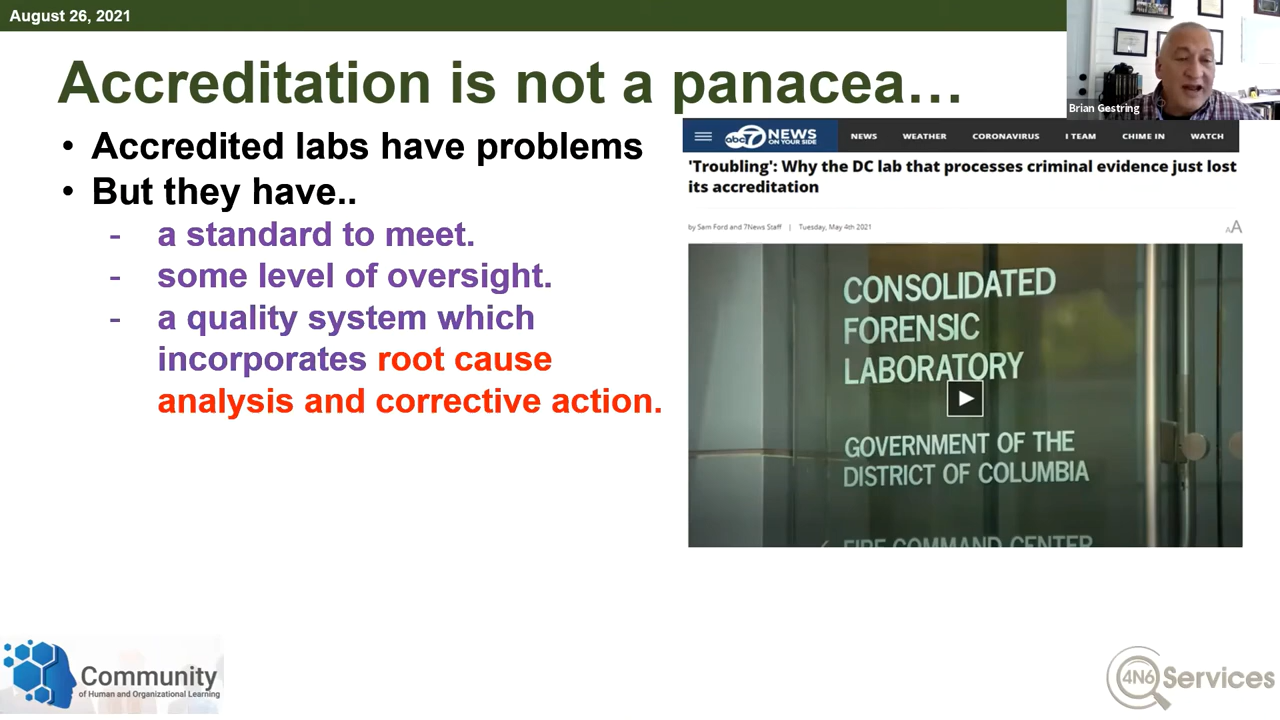 August 26, 2021
Accreditation is not a panacea…
• Accredited labs have problems
• But they have..
- a standard to meet.
- some level of oversight.
- a quality system which
incorporates root cause
analysis and corrective action.
Brian Gestring
abc 7 NEWS
ON YOUR SIDE
NEWS WEATHER CORONAVIRUS I TEAM CHIME IN WATCH
'Troubling': Why the DC lab that processes criminal evidence just lost
its accreditation
by Sam Ford and 7News Staff | Tuesday, May 4th 2021
AA
CONSOLIDATED
FORENSIC
LABORATORY
GOVERNMENT OF THE
DISTRICT OF COLUMBIA
FIRE COMMAND CENTER
Community
of Human and Organizational Learning
4N6 Services